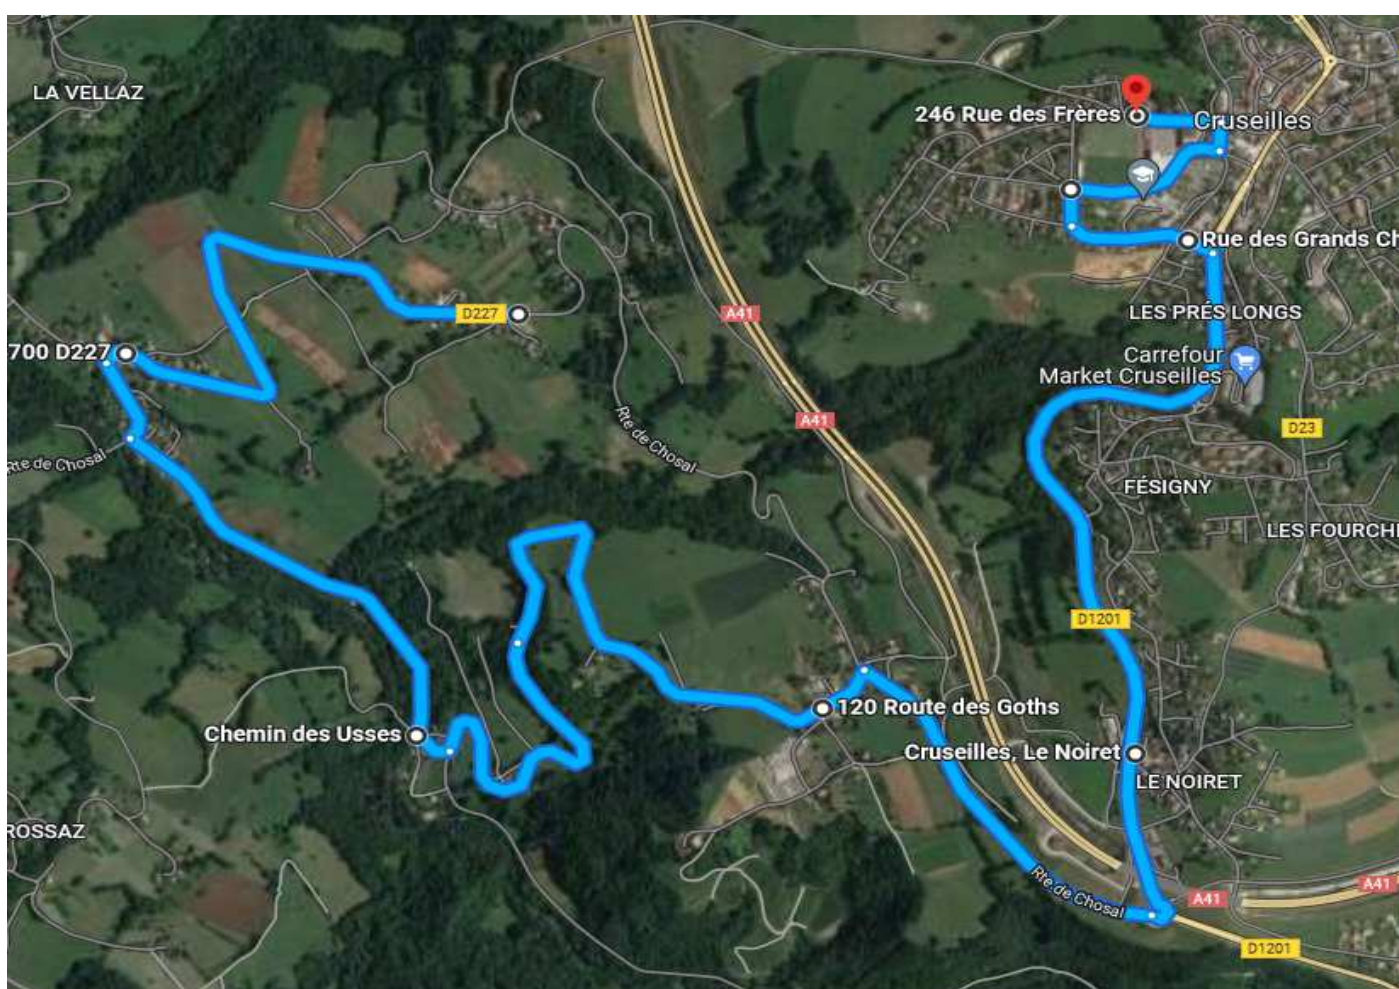 LA VELLAZ
246 Rue des Frères
Cruseilles
Rue des Grands Ch
D227
A41
LES PRÉS LONGS
700 D227
Carrefour
Market Cruseilles
A41
D23
Rte de Chosal
Rte de Chosal
FÉSIGNY
LES FOURCHE
D1201
120 Route des Goths
Chemin des Usses
Cruseilles, Le Noiret
LE NOIRET
ROSSAZ
Rte de Chosal
A41
A41
D1201